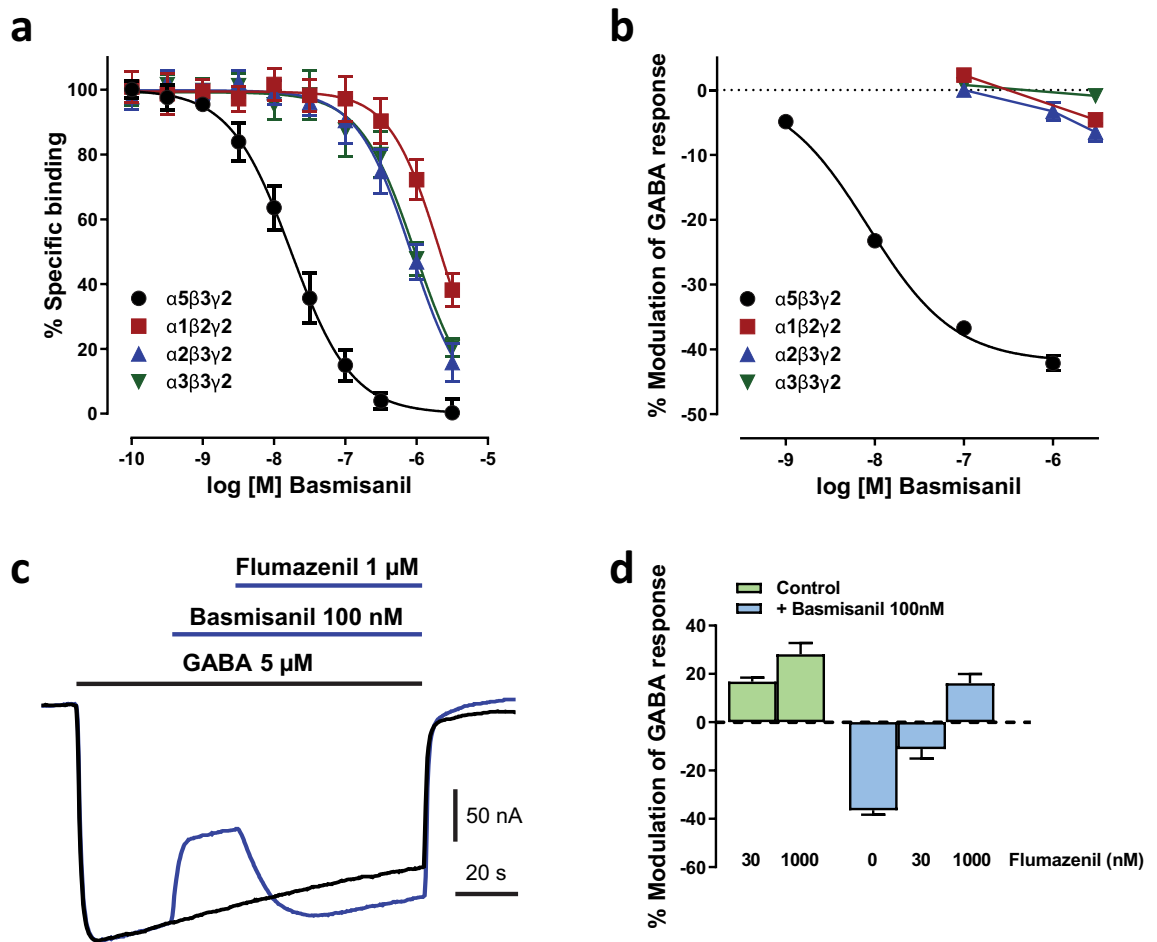 a
% Specific binding
100
80
60
40
20
0
-10 -9 -8 -7 -6 -5
log [M] Basmisanil
α5β3γ2
α1β2γ2
α2β3γ2
α3β3γ2
b
% Modulation of GABA response
0
-10
-20
-30
-40
-50
-9 -8 -7 -6
log [M] Basmisanil
α5β3γ2
α1β2γ2
α2β3γ2
α3β3γ2
c
Flumazenil 1 µM
Basmisanil 100 nM
GABA 5 µM
50 nA
20 s
d
Control
+ Basmisanil 100nM
% Modulation of GABA response
40
20
0
-20
-40
-60
30 1000 0 30 1000 Flumazenil (nM)